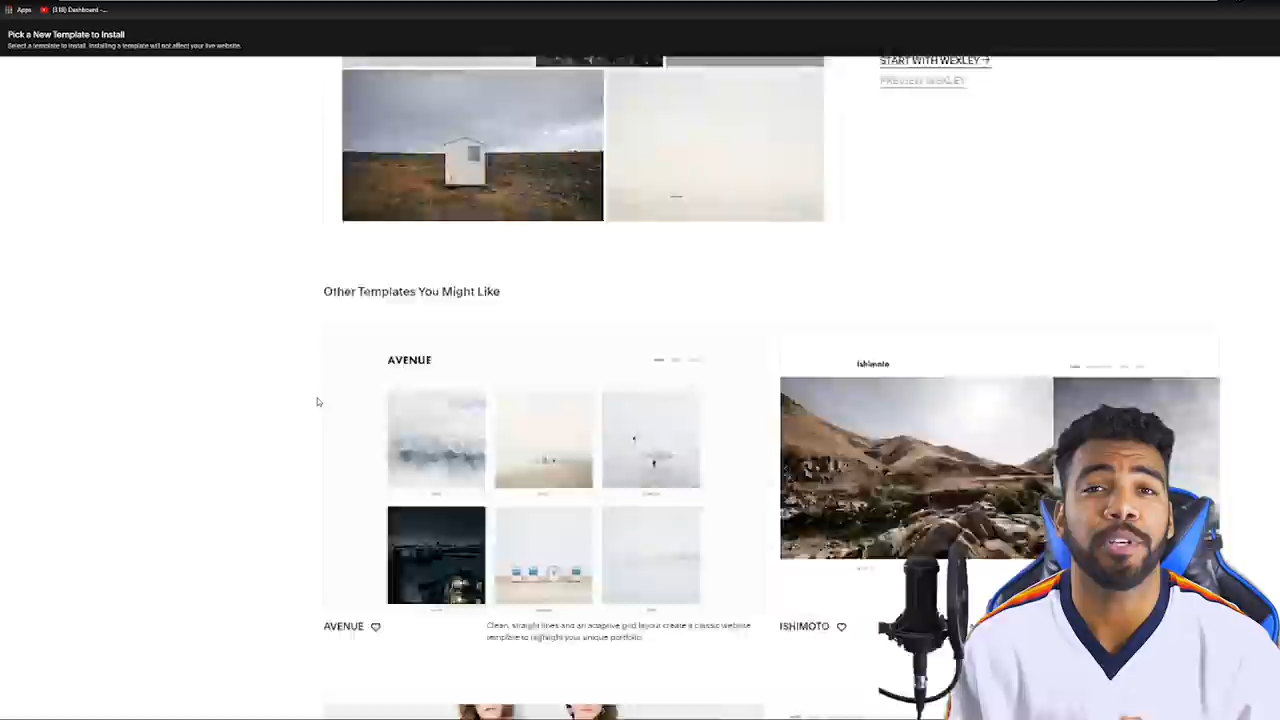 Apps
(318) Dashboard -...
Pick a New Template to Install
Select a template to install. Installing a template will not affect your live website.
START WITH WEXLEY →
PREVIEW WEXLEY
Other Templates You Might Like
AVENUE
ishimoto
AVENUE
Clean, straight lines and an adaptive grid layout create a classic website
template to highlight your unique portfolio.
ISHIMOTO